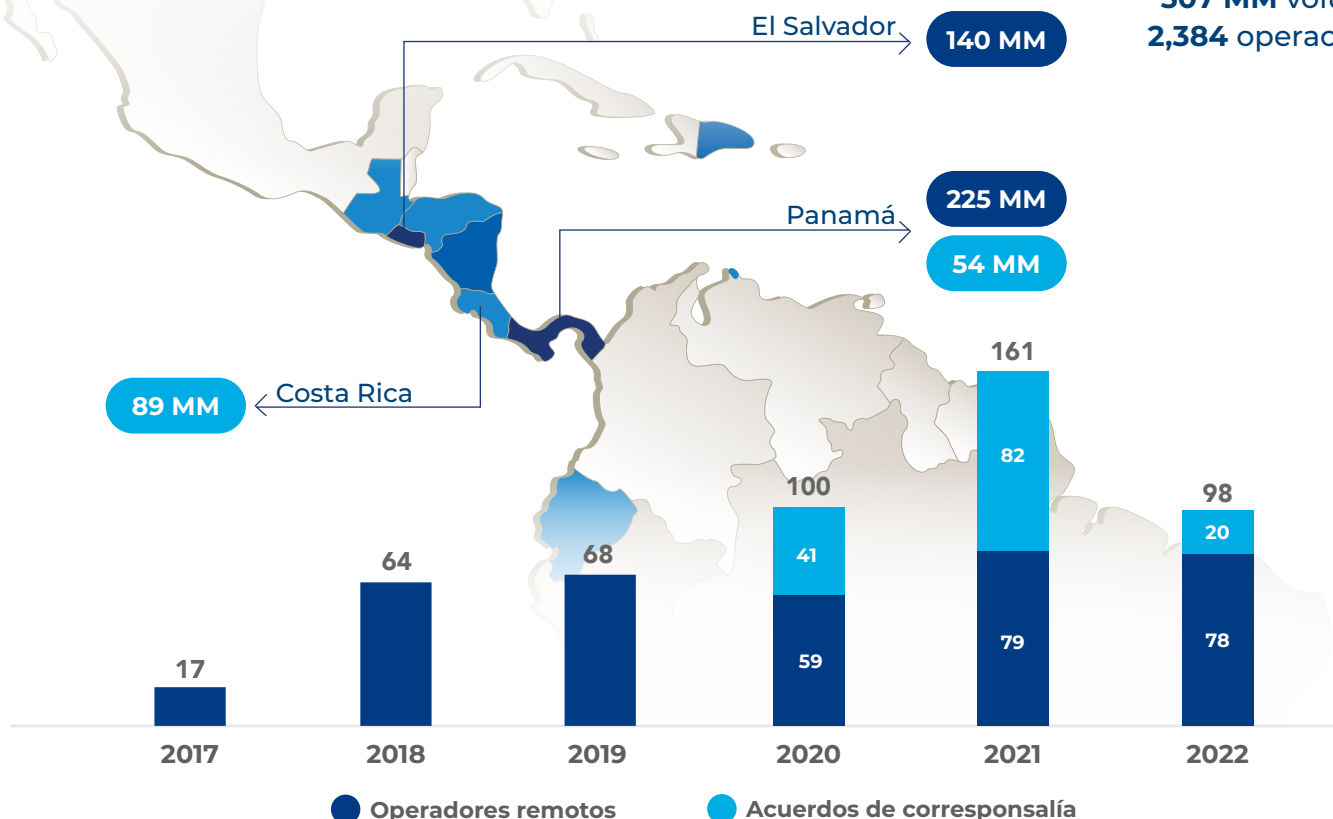 507 MM
2,384
El Salvador
140 MM
Panamá
225 MM
54 MM
Costa Rica
89 MM
17
64
68
100
41
59
161
82
79
98
20
78
2017
2018
2019
2020
2021
2022
Operadores remotos
Acuerdos de corresponsalía